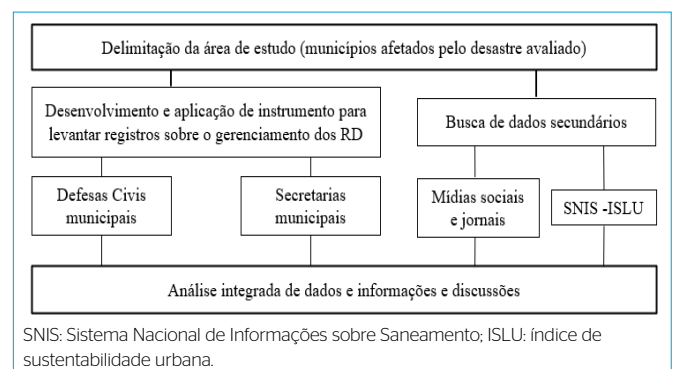 Delimitação da área de estudo (municípios afetados pelo desastre avaliado)
Desenvolvimento e aplicação de instrumento para
levantar registros sobre o gerenciamento dos RD
Busca de dados secundários
Defesas Civis
municipais
Secretarias
municipais
Mídias sociais
e jornais
SNIS -ISLU
Análise integrada de dados e informações e discussões
SNIS: Sistema Nacional de Informações sobre Saneamento; ISLU: índice de
sustentabilidade urbana.